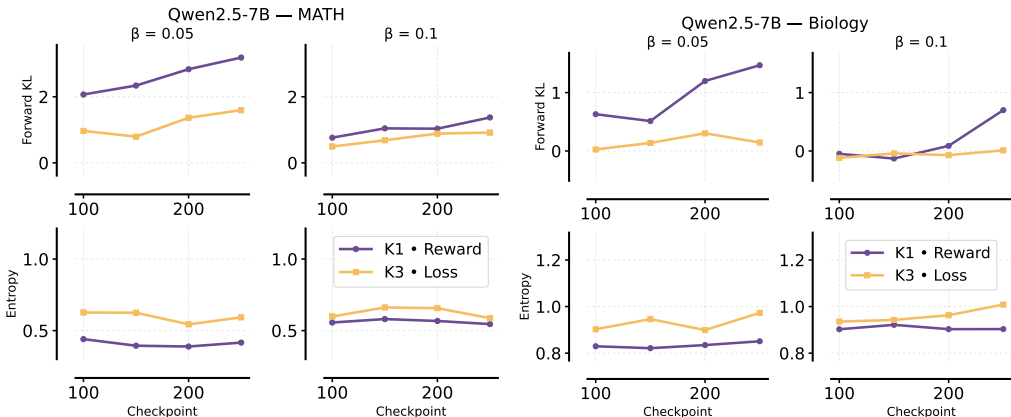 Qwen2.5-7B — MATH
β = 0.05
β = 0.1
Forward KL
2
0
2
0
100
200
100
200
Entropy
1.0
0.5
1.0
0.5
K1 • Reward
K3 • Loss
100
200
100
200
Checkpoint
Checkpoint
Qwen2.5-7B — Biology
β = 0.05
β = 0.1
Forward KL
1
0
1
0
100
200
100
200
Entropy
1.2
1.0
0.8
1.2
1.0
0.8
K1 • Reward
K3 • Loss
100
200
100
200
Checkpoint
Checkpoint